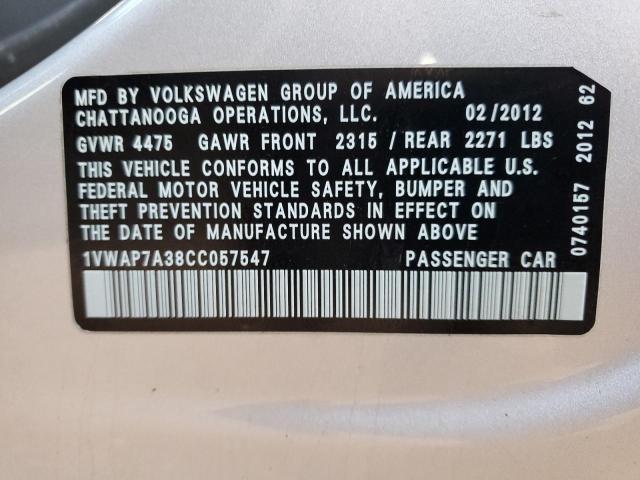 MFD BY VOLKSWAGEN GROUP OF AMERICA
CHATTANOOGA OPERATIONS, LLC. 02/2012
GVWR 4475 GAWR FRONT 2315 / REAR 2271 LBS
THIS VEHICLE CONFORMS TO ALL APPLICABLE U.S.
FEDERAL MOTOR VEHICLE SAFETY, BUMPER AND
THEFT PREVENTION STANDARDS IN EFFECT ON
THE DATE OF MANUFACTURE SHOWN ABOVE.
1VWAP7A38CC057547 PASSENGER CAR
0740157 2012 62